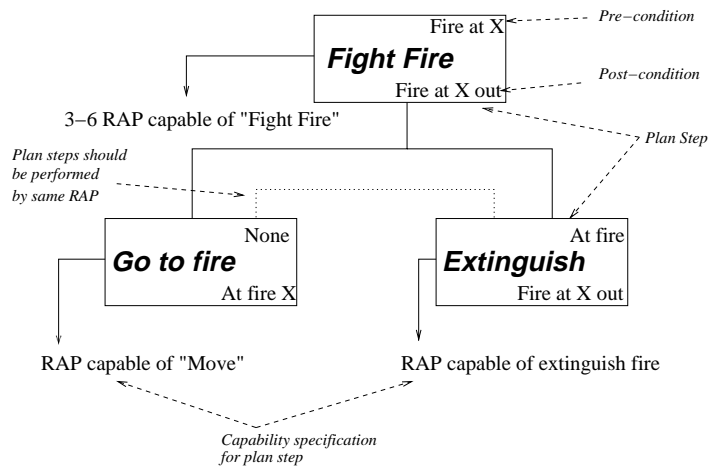 Fire at X
Pre−condition
Fight Fire
Fire at X out
Post−condition
3−6 RAP capable of "Fight Fire"
Plan Step
Plan steps should
be performed
by same RAP
None
Go to fire
At fire X
At fire
Extinguish
Fire at X out
RAP capable of "Move"
RAP capable of extinguish fire
Capability specification
for plan step